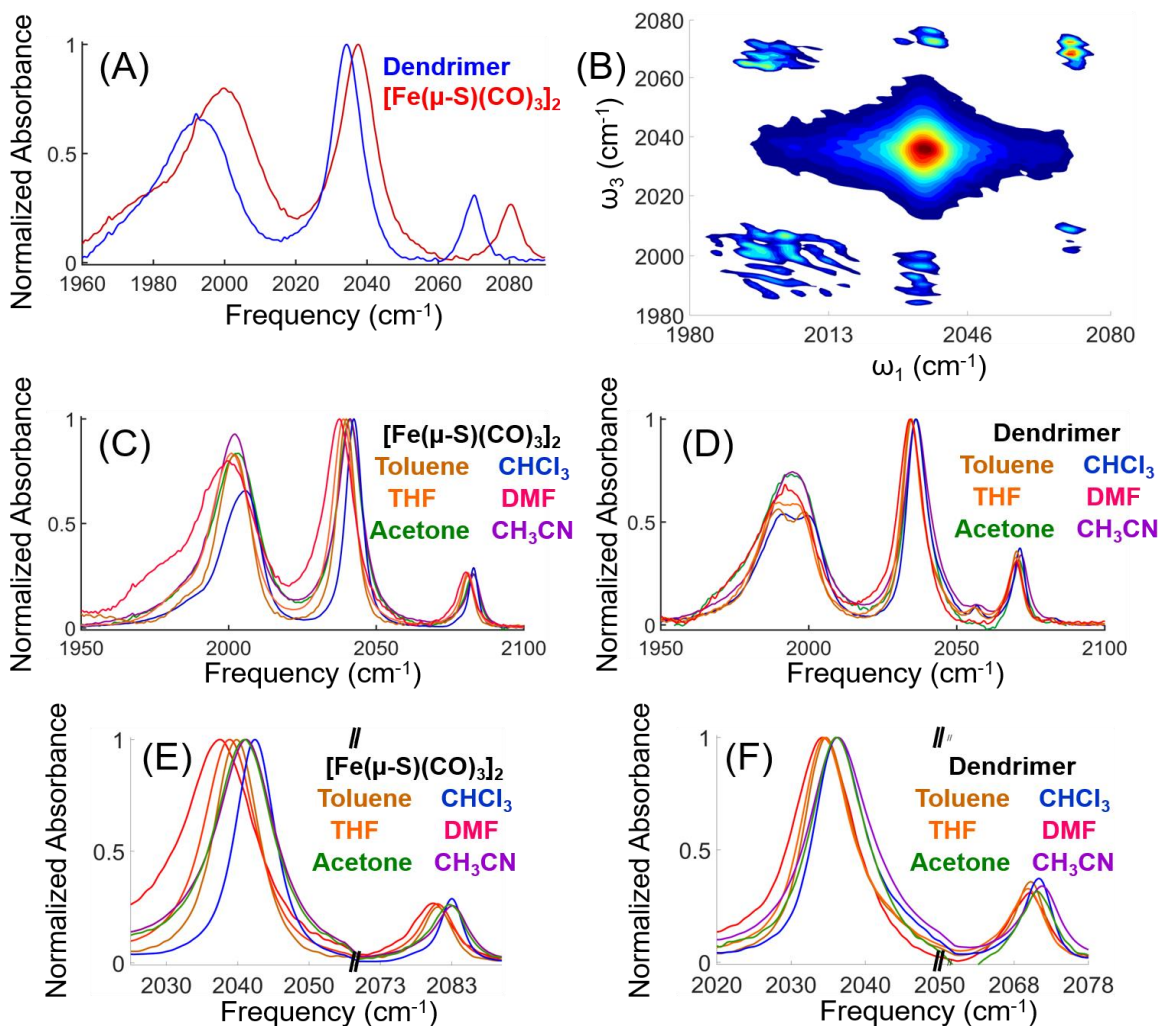 (A)
Normalized Absorbance
1
0.5
0
Dendrimer
[Fe(μ-S)(CO)₃]₂
1960 1980 2000 2020 2040 2060 2080
Frequency (cm⁻¹)
(B)
ω₃ (cm⁻¹)
2080
2060
2040
2020
2000
1980
1980 2013 2046 2080
ω₁ (cm⁻¹)
(C)
Normalized Absorbance
1
0.5
0
[Fe(μ-S)(CO)₃]₂
Toluene CHCl₃
THF DMF
Acetone CH₃CN
1950 2000 2040 2080 2100
Frequency (cm⁻¹)
(D)
Normalized Absorbance
1
0.5
0
Dendrimer
Toluene CHCl₃
THF DMF
Acetone CH₃CN
1950 2000 2040 2080 2100
Frequency (cm⁻¹)
(E)
Normalized Absorbance
1
0.5
0
[Fe(μ-S)(CO)₃]₂
Toluene CHCl₃
THF DMF
Acetone CH₃CN
2030 2040 2050 2073 2083
Frequency (cm⁻¹)
(F)
Normalized Absorbance
1
0.5
0
Dendrimer
Toluene CHCl₃
THF DMF
Acetone CH₃CN
2020 2030 2040 2050 2068 2078
Frequency (cm⁻¹)